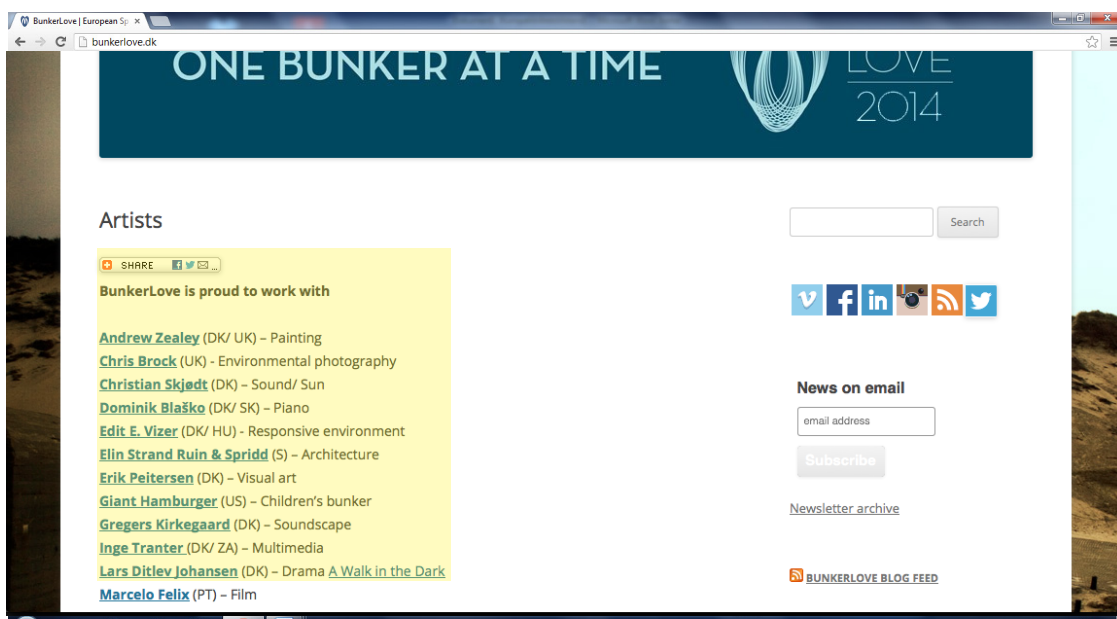 BunkerLove | European Sp
bunkerlove.dk
ONE BUNKER AT A TIME
LOVE
2014
Artists
Search
SHARE
...
BunkerLove is proud to work with
Andrew Zealey (DK/ UK) – Painting
Chris Brock (UK) - Environmental photography
Christian Skjødt (DK) – Sound/ Sun
Dominik Blaško (DK/ SK) – Piano
Edit E. Vizer (DK/ HU) - Responsive environment
Elin Strand Ruin & Spridd (S) – Architecture
Erik Peitersen (DK) – Visual art
Giant Hamburger (US) – Children's bunker
Gregers Kirkegaard (DK) – Soundscape
Inge Tranter (DK/ ZA) – Multimedia
Lars Ditlev Johansen (DK) – Drama A Walk in the Dark
Marcelo Felix (PT) – Film
News on email
email address
Subscribe
Newsletter archive
BUNKERLOVE BLOG FEED